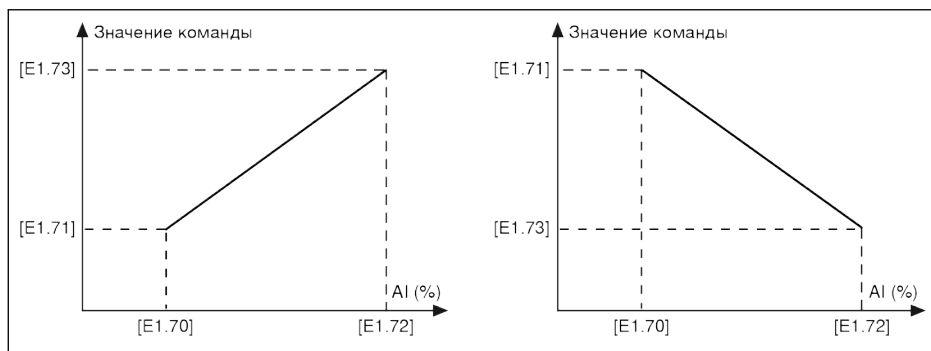 Значение команды
[E1.73]
[E1.71]
AI (%)
[E1.70]
[E1.72]
Значение команды
[E1.71]
[E1.73]
AI (%)
[E1.70]
[E1.72]